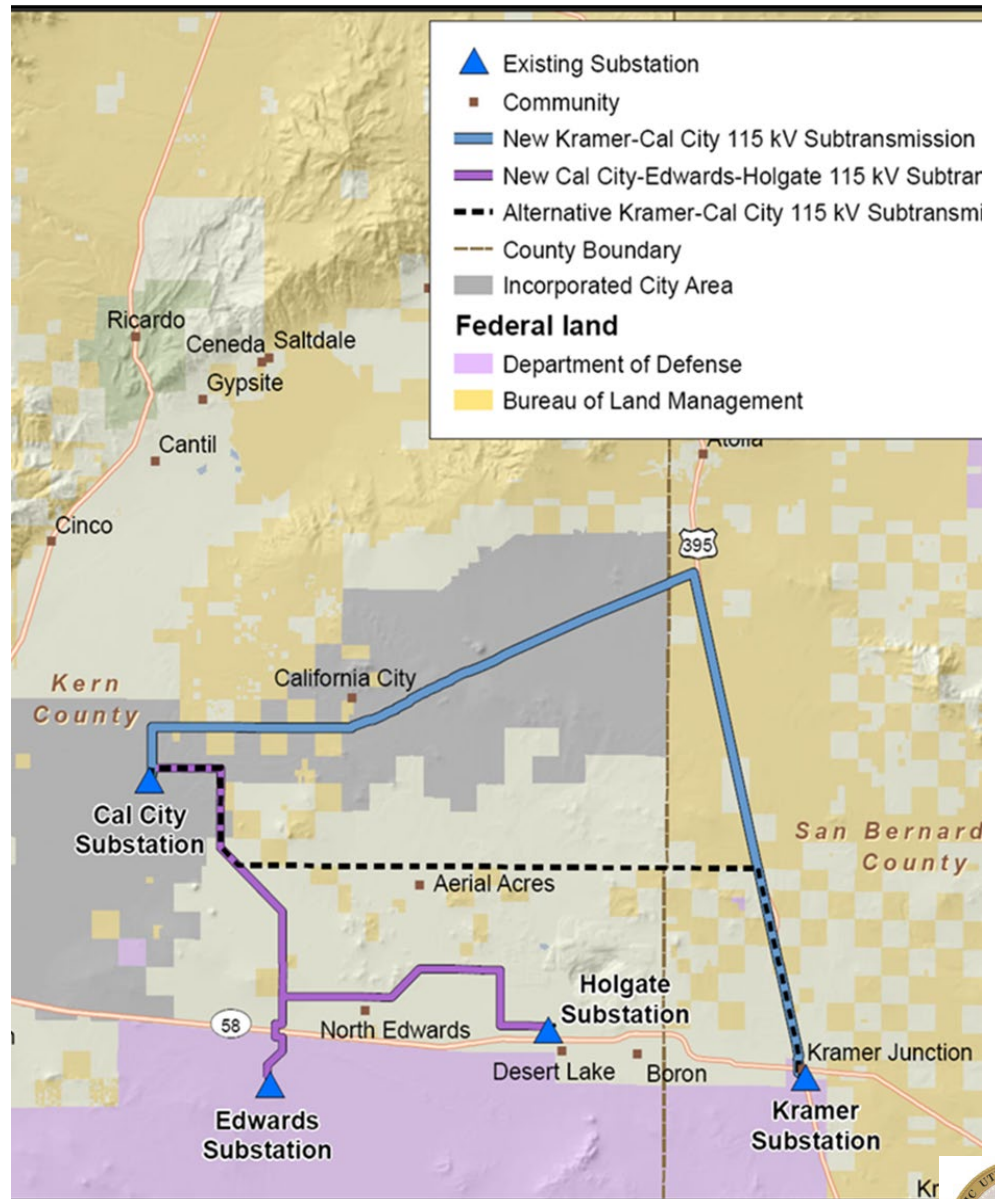 Existing Substation
Community
New Kramer-Cal City 115 kV Subtransmission
New Cal City-Edwards-Holgate 115 kV Subtran
Alternative Kramer-Cal City 115 kV Subtransmi
County Boundary
Incorporated City Area
Federal land
Department of Defense
Bureau of Land Management
Ricardo
Ceneda
Saltdale
Gypsite
Cantil
Atolia
Cinco
395
Kern
County
California City
Cal City
Substation
San Bernard
County
Aerial Acres
Holgate
Substation
58
North Edwards
Desert Lake
Boron
Kramer Junction
Edwards
Substation
Kramer
Substation
Kr
UT